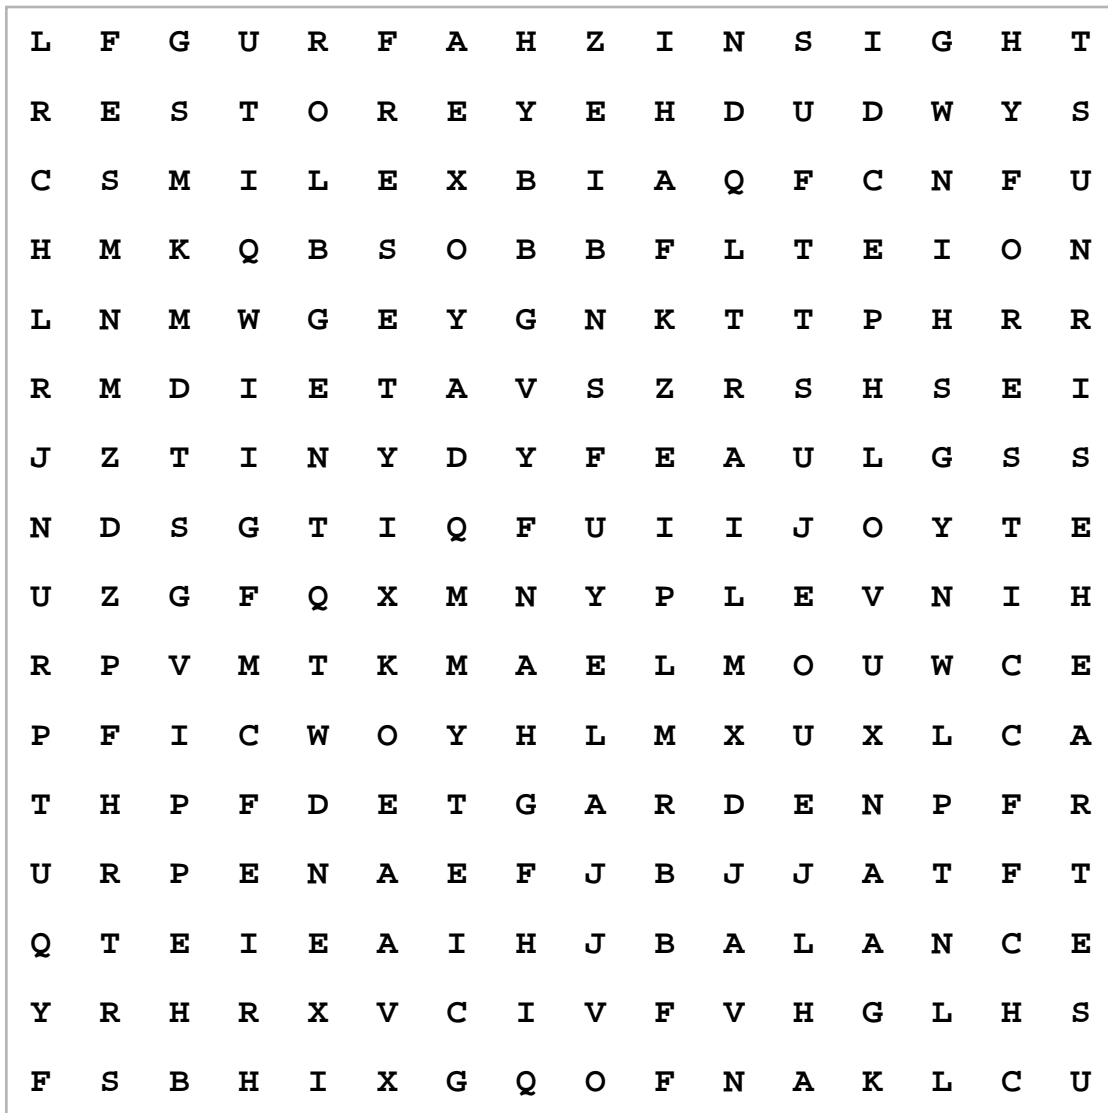 L F G U R F A H Z I N S I G H T
R E S T O R E Y E H D U D W Y S
C S M I L E X B I A Q F C N F U
H M K Q B S O B B F L T E I O N
L N M W G E Y G N K T T P H R R
R M D I E T A V S Z R S H S E I
J Z T I N Y D Y F E A U L G S S
N D S G T I Q F U I I J O Y T E
U Z G F Q X M N Y P L E V N I H
R P V M T K M A E L M O U W C E
P F I C W O Y H L M X U X L C A
T H P F D E T G A R D E N P F R
U R P E N A E F J B J J A T F T
Q T E I E A I H J B A L A N C E
Y R H R X V C I V F V H G L H S
F S B H I X G Q O F N A K L C U